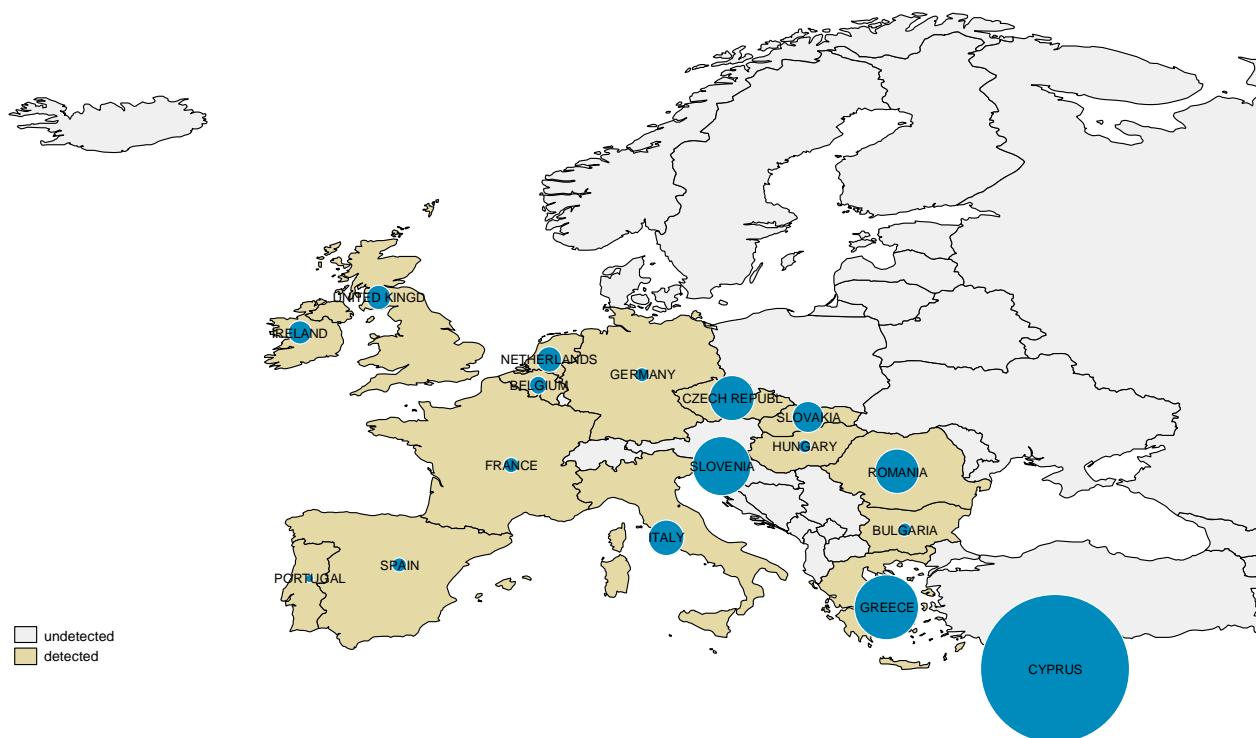 UNITED KINGD
IRELAND
NETHERLANDS
BELGIUM
GERMANY
CZECH REPUBL
SLOVAKIA
HUNGARY
FRANCE
SLOVENIA
ROMANIA
BULGARIA
ITALY
SPAIN
PORTUGAL
GREECE
CYPRUS
undetected
detected